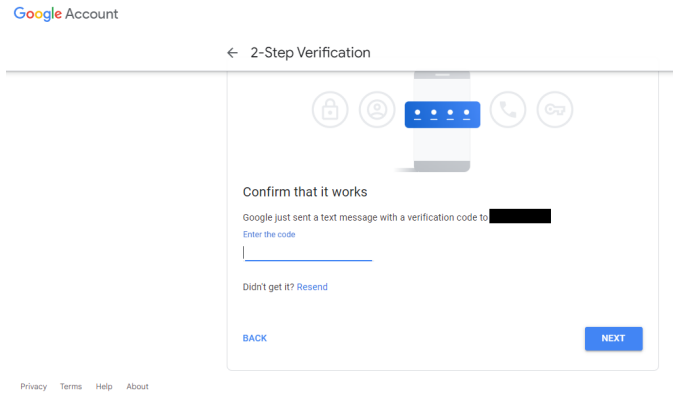 Google Account
2-Step Verification
Confirm that it works
Google just sent a text message with a verification code to
Enter the code
Didn't get it? Resend
BACK
NEXT
Privacy Terms Help About